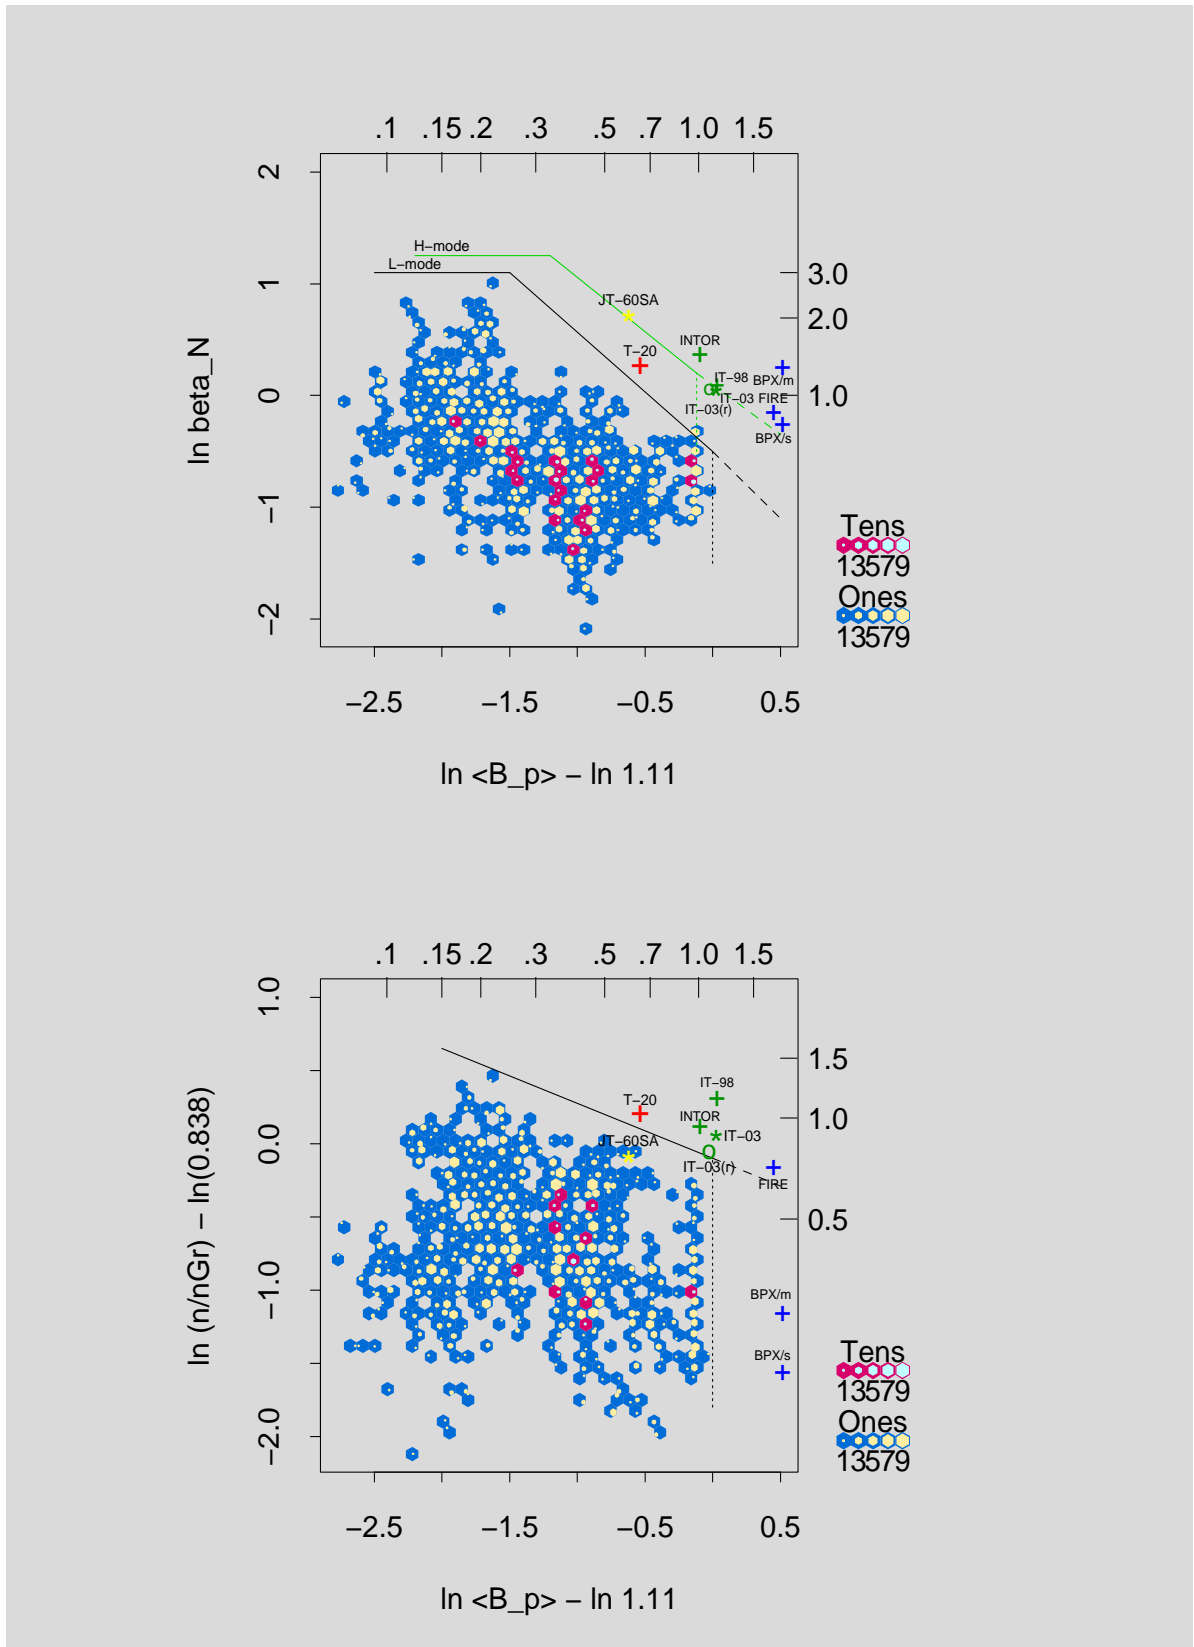 .1 .15 .2 .3 .5 .7 1.0 1.5
2
1
0
−1
−2
ln beta_N
H−mode
L−mode
JT−60SA
T−20
INTOR
IT−98
BPX/m
O
IT−03
FIRE
IT−03(r)
BPX/s
3.0
2.0
1.0
Tens
13579
Ones
13579
−2.5 −1.5 −0.5 0.5
ln <B_p> − ln 1.11
.1 .15 .2 .3 .5 .7 1.0 1.5
1.0
0.0
−1.0
−2.0
ln (n/nGr) − ln(0.838)
IT−98
T−20
INTOR
IT−03
JT−60SA
O
IT−03(r)
FIRE
BPX/m
BPX/s
1.5
1.0
0.5
Tens
13579
Ones
13579
−2.5 −1.5 −0.5 0.5
ln <B_p> − ln 1.11